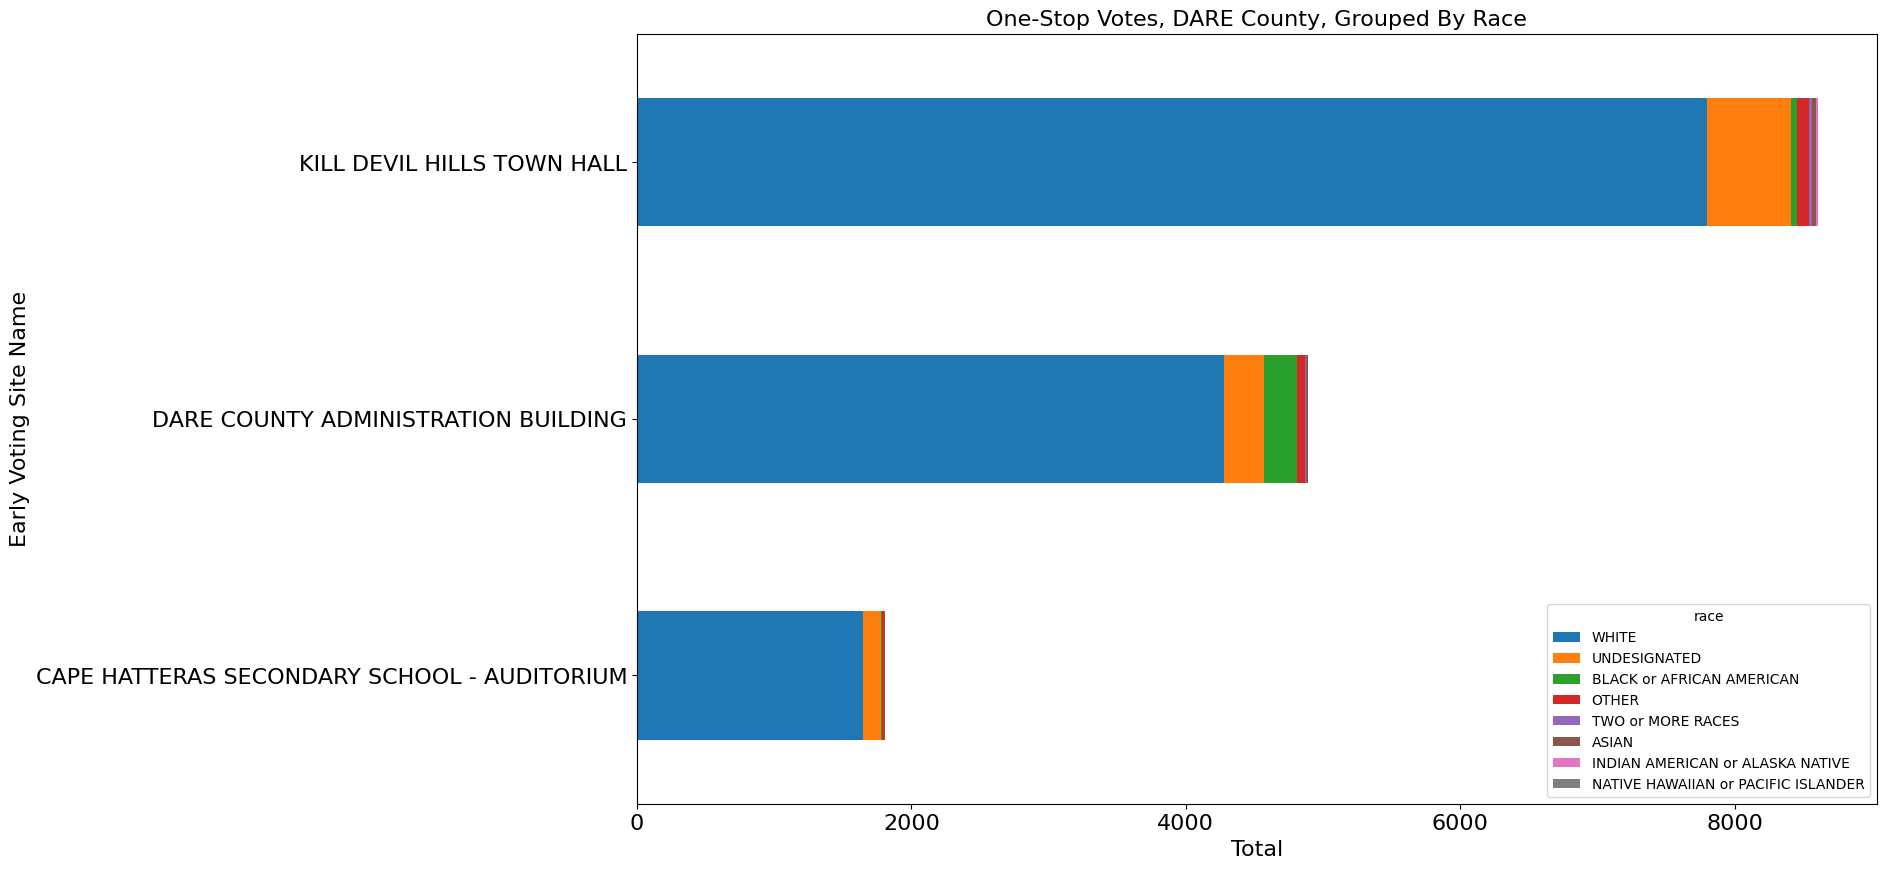 One-Stop Votes, DARE County, Grouped By Race
Early Voting Site Name
KILL DEVIL HILLS TOWN HALL
DARE COUNTY ADMINISTRATION BUILDING
CAPE HATTERAS SECONDARY SCHOOL - AUDITORIUM
race
WHITE
UNDESIGNATED
BLACK or AFRICAN AMERICAN
OTHER
TWO or MORE RACES
ASIAN
INDIAN AMERICAN or ALASKA NATIVE
NATIVE HAWAIIAN or PACIFIC ISLANDER
0 2000 4000 6000 8000
Total